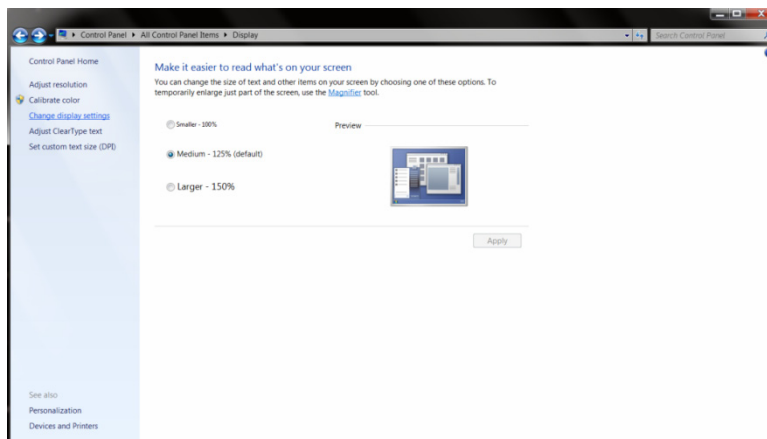 Control Panel ▸ All Control Panel Items ▸ Display
Search Control Panel
Control Panel Home
Adjust resolution
Calibrate color
Change display settings
Adjust ClearType text
Set custom text size (DPI)
Make it easier to read what's on your screen
You can change the size of text and other items on your screen by choosing one of these options. To
temporarily enlarge just part of the screen, use the Magnifier tool.
Smaller - 100%
Preview
Medium - 125% (default)
Larger - 150%
Apply
See also
Personalization
Devices and Printers